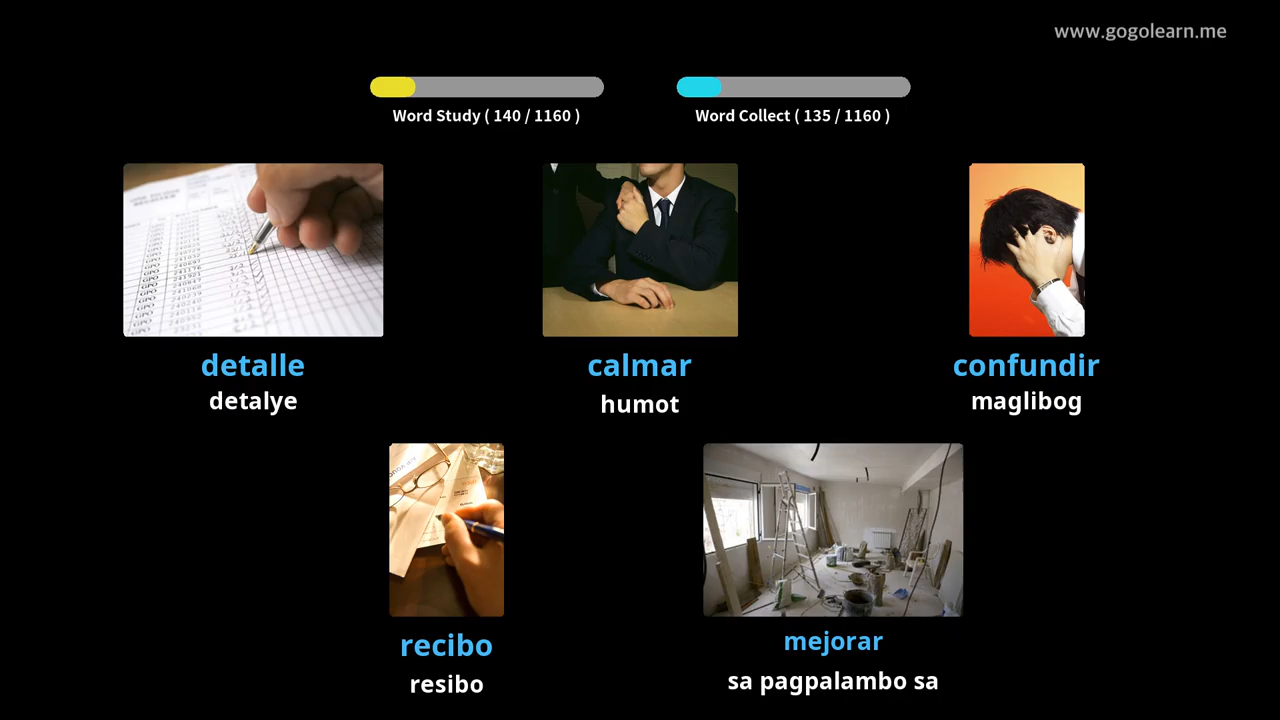 www.gogolearn.me
Word Study ( 140 / 1160 )
Word Collect ( 135 / 1160 )
detalle
detalye
calmar
humot
confundir
maglibog
recibo
resibo
mejorar
sa pagpalambo sa